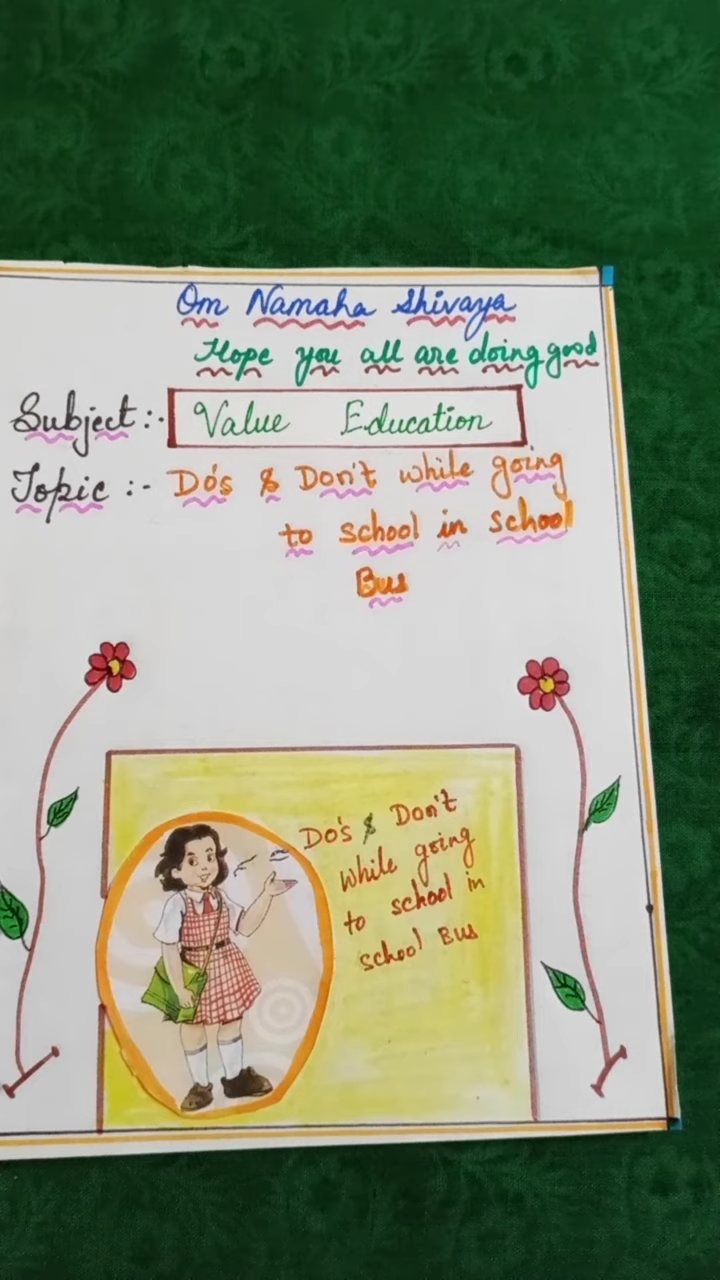 Om Namaha Shivaya
Hope you all are doing good
Subject:- Value Education
Topic :- Do's & Don't while going
to school in school
Bus
Do's & Don't
while going
to school in
school Bus